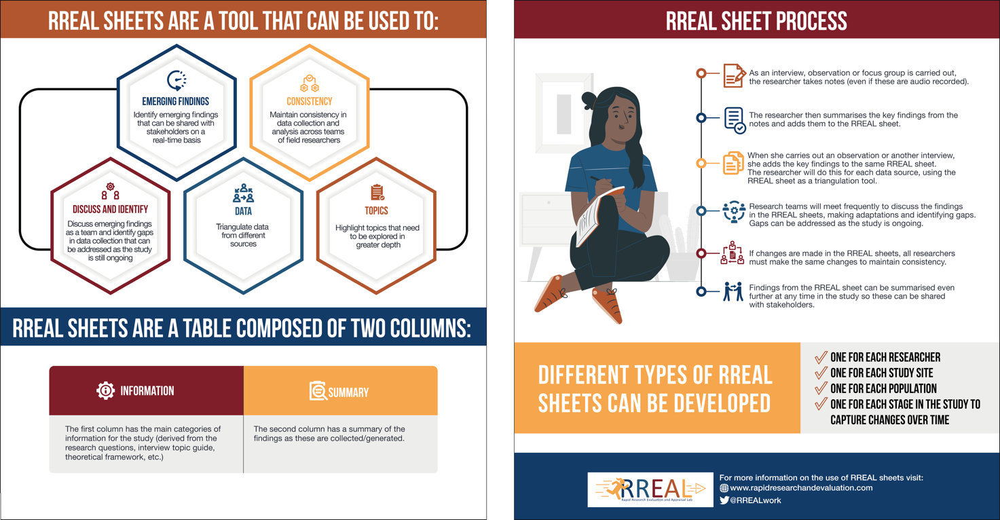 RREAL SHEETS ARE A TOOL THAT CAN BE USED TO:
EMERGING FINDINGS
Identify emerging findings
that can be shared with
stakeholders on a
real-time basis
CONSISTENCY
Maintain consistency in
data collection and
analysis across teams
of field researchers
DISCUSS AND IDENTIFY
Discuss emerging findings
as a team and identify gaps
in data collection that can
be addressed as the study
is still ongoing
DATA
Triangulate data
from different
sources
TOPICS
Highlight topics that need
to be explored in
greater depth
RREAL SHEETS ARE A TABLE COMPOSED OF TWO COLUMNS:
INFORMATION
The first column has the main categories of
information for the study (derived from the
research questions, interview topic guide,
theoretical framework, etc.)
SUMMARY
The second column has a summary of the
findings as these are collected/generated.
RREAL SHEET PROCESS
As an interview, observation or focus group is carried out,
the researcher takes notes (even if these are audio recorded).
The researcher then summarises the key findings from the
notes and adds them to the RREAL sheet.
When she carries out an observation or another interview,
she adds the key findings to the same RREAL sheet.
The researcher will do this for each data source, using the
RREAL sheet as a triangulation tool.
Research teams will meet frequently to discuss the findings
in the RREAL sheets, making adaptations and identifying gaps.
Gaps can be addressed as the study is ongoing.
If changes are made in the RREAL sheets, all researchers
must make the same changes to maintain consistency.
Findings from the RREAL sheet can be summarised even
further at any time in the study so these can be shared
with stakeholders.
DIFFERENT TYPES OF RREAL
SHEETS CAN BE DEVELOPED
ONE FOR EACH RESEARCHER
ONE FOR EACH STUDY SITE
ONE FOR EACH POPULATION
ONE FOR EACH STAGE IN THE STUDY TO
CAPTURE CHANGES OVER TIME
RREAL
Rapid Research Evaluation and Appraisal Lab
For more information on the use of RREAL sheets visit:
www.rapidresearchandevaluation.com
@RREALwork